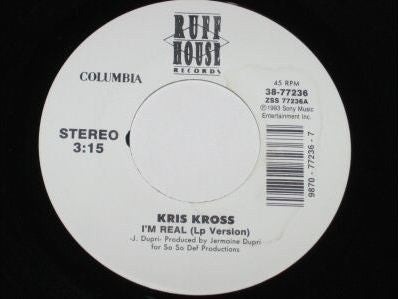 RUFF
HOUSE
RECORDS
COLUMBIA
45 RPM
38-77236
ZSS 77236A
℗1993 Sony Music
Entertainment Inc.
STEREO
3:15
9870 - 77236 - 7
KRIS KROSS
I'M REAL (Lp Version)
-J. Dupri- Produced by Jermaine Dupri
for So So Def Productions